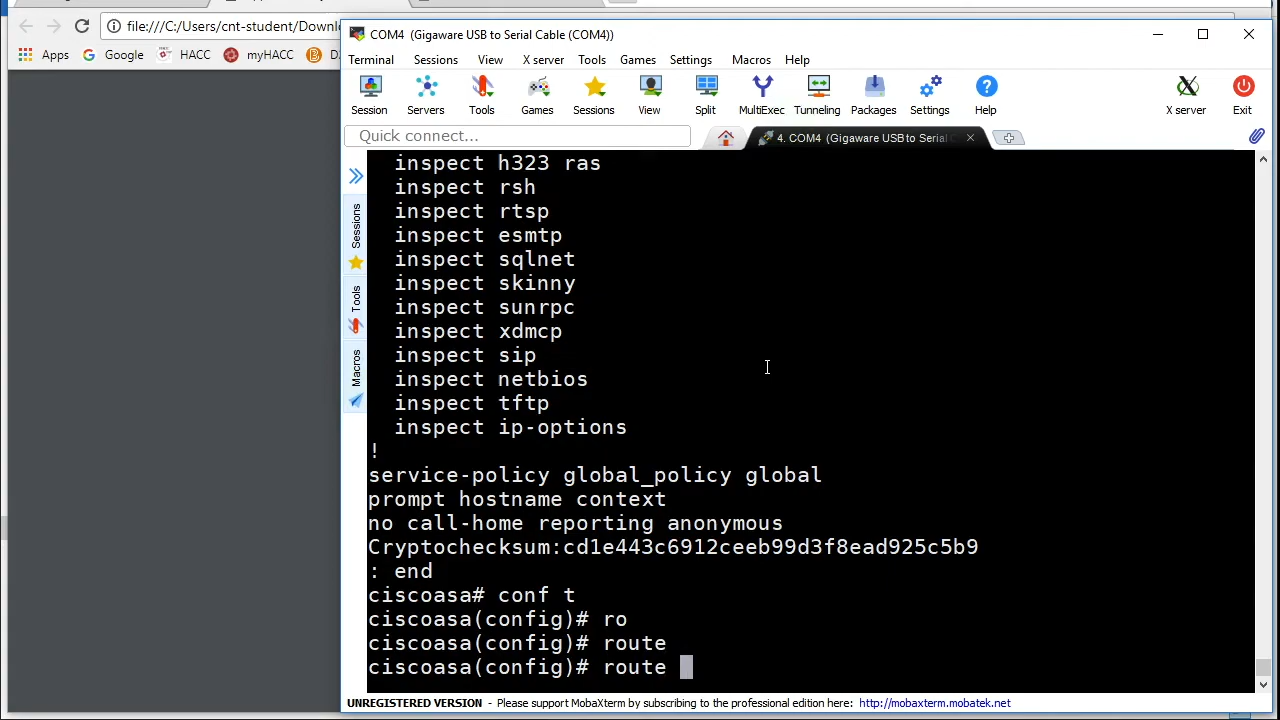 file:///C:/Users/cnt-student/Downl
Apps Google HACC myHACC
COM4 (Gigaware USB to Serial Cable (COM4))
Terminal Sessions View X server Tools Games Settings Macros Help
Session Servers Tools Games Sessions View Split MultiExec Tunneling Packages Settings Help X server Exit
Quick connect...
4. COM4 (Gigaware USB to Serial
Sessions
Tools
Macros
inspect h323 ras
inspect rsh
inspect rtsp
inspect esmtp
inspect sqlnet
inspect skinny
inspect sunrpc
inspect xdmcp
inspect sip
inspect netbios
inspect tftp
inspect ip-options
!
service-policy global_policy global
prompt hostname context
no call-home reporting anonymous
Cryptochecksum:cd1e443c6912ceeb99d3f8ead925c5b9
: end
ciscoasa# conf t
ciscoasa(config)# ro
ciscoasa(config)# route
ciscoasa(config)# route
UNREGISTERED VERSION - Please support MobaXterm by subscribing to the professional edition here: http://mobaxterm.mobatek.net